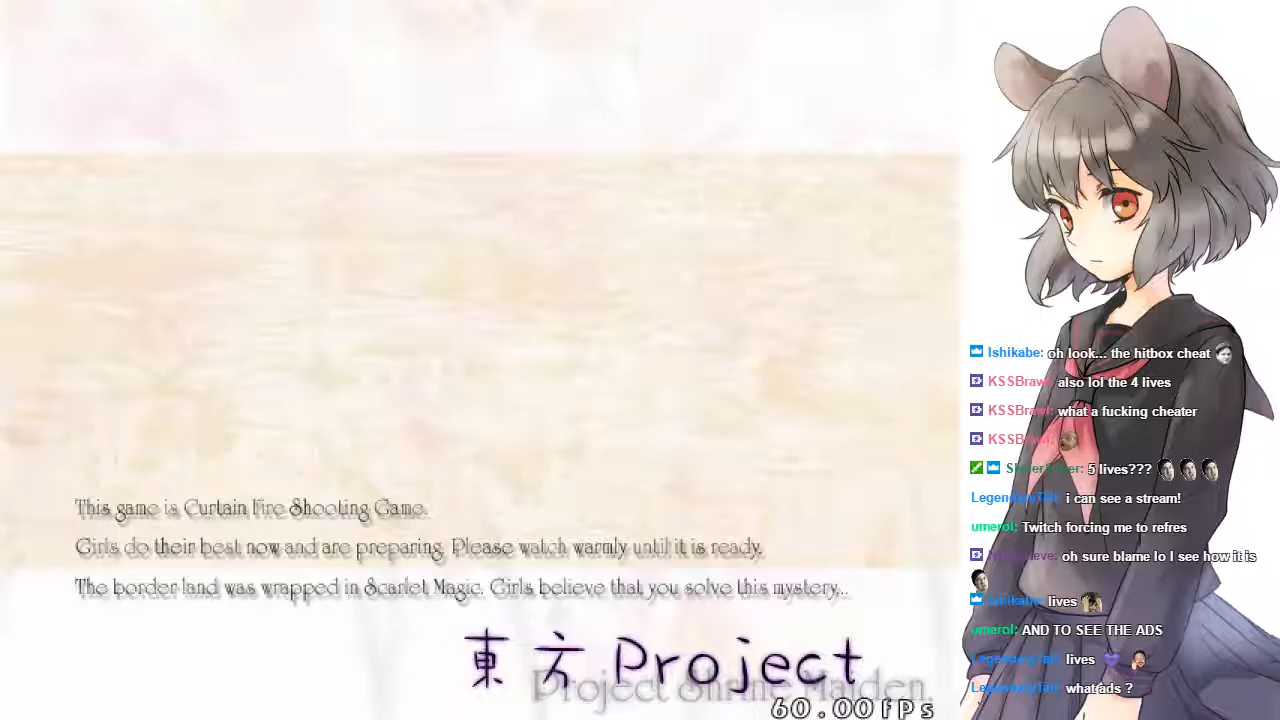 This game is Curtain Fire Shooting Game.
Girls do their best now and are preparing. Please watch warmly until it is ready.
The border land was wrapped in Scarlet Magic. Girls believe that you solve this mystery...
東方Project
Project Shrine Maiden.
60.00fps
Ishikabe: oh look... the hitbox cheat
KSSBrawl: also lol the 4 lives
KSSBrawl: what a fucking cheater
KSSBrawl:
5 lives???
LegendaryTail: i can see a stream!
umerol: Twitch forcing me to refres
oh sure blame lo I see how it is
Ishikabe: lives
umerol: AND TO SEE THE ADS
LegendaryTail: lives
LegendaryTail: what ads ?